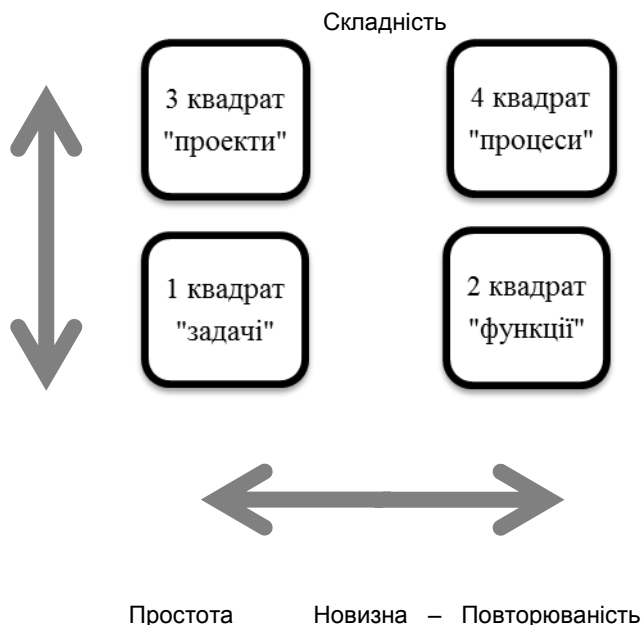 Складність
3 квадрат
"проекти"
4 квадрат
"процеси"
1 квадрат
"задачі"
2 квадрат
"функції"
Простота Новизна – Повторюваність